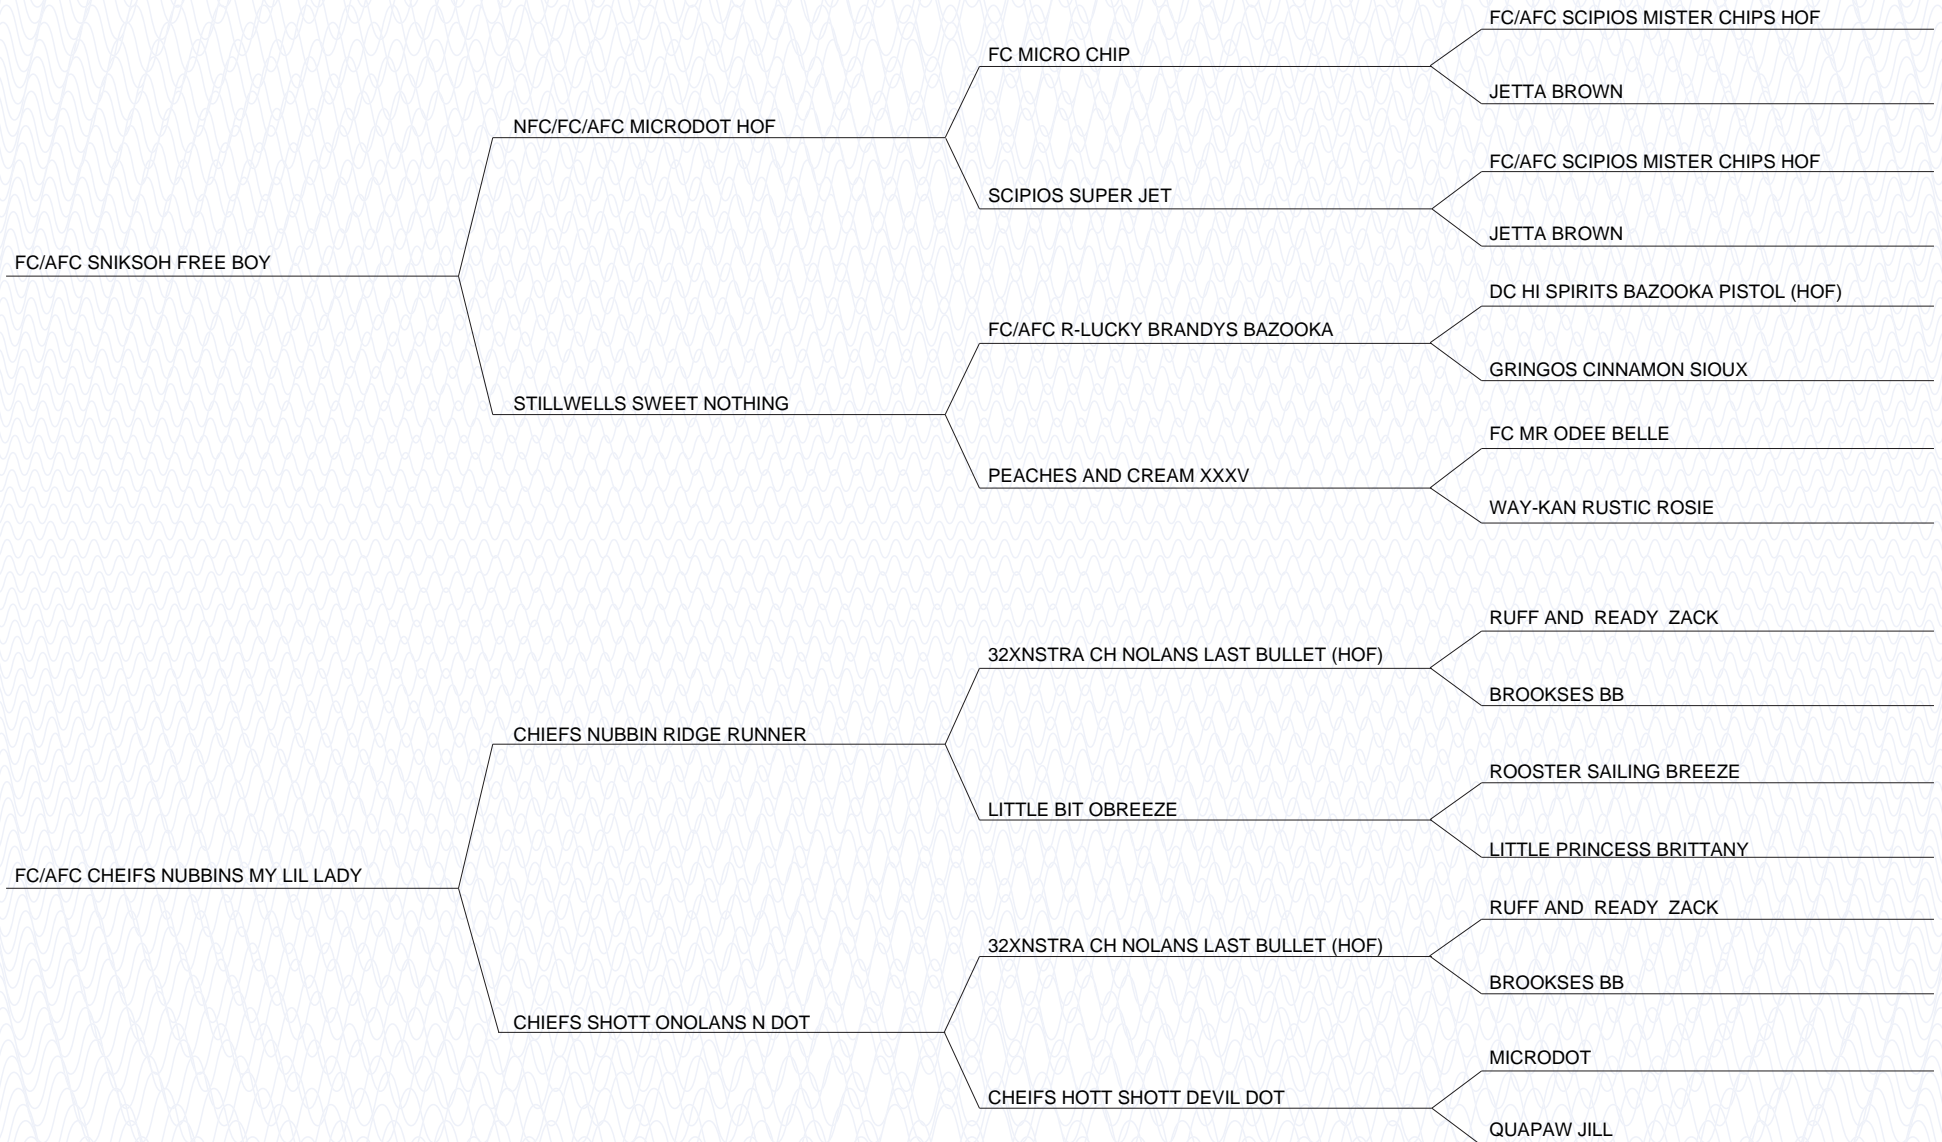 FC/AFC SCIPIOS MISTER CHIPS HOF
FC MICRO CHIP
JETTA BROWN
NFC/FC/AFC MICRODOT HOF
FC/AFC SCIPIOS MISTER CHIPS HOF
SCIPIOS SUPER JET
JETTA BROWN
FC/AFC SNIKSOH FREE BOY
DC HI SPIRITS BAZOOKA PISTOL (HOF)
FC/AFC R-LUCKY BRANDYS BAZOOKA
GRINGOS CINNAMON SIOUX
STILLWELLS SWEET NOTHING
FC MR ODEE BELLE
PEACHES AND CREAM XXXV
WAY-KAN RUSTIC ROSIE
RUFF AND  READY  ZACK
32XNSTRA CH NOLANS LAST BULLET (HOF)
BROOKSES BB
CHIEFS NUBBIN RIDGE RUNNER
ROOSTER SAILING BREEZE
LITTLE BIT OBREEZE
LITTLE PRINCESS BRITTANY
FC/AFC CHEIFS NUBBINS MY LIL LADY
RUFF AND  READY  ZACK
32XNSTRA CH NOLANS LAST BULLET (HOF)
BROOKSES BB
CHIEFS SHOTT ONOLANS N DOT
MICRODOT
CHEIFS HOTT SHOTT DEVIL DOT
QUAPAW JILL